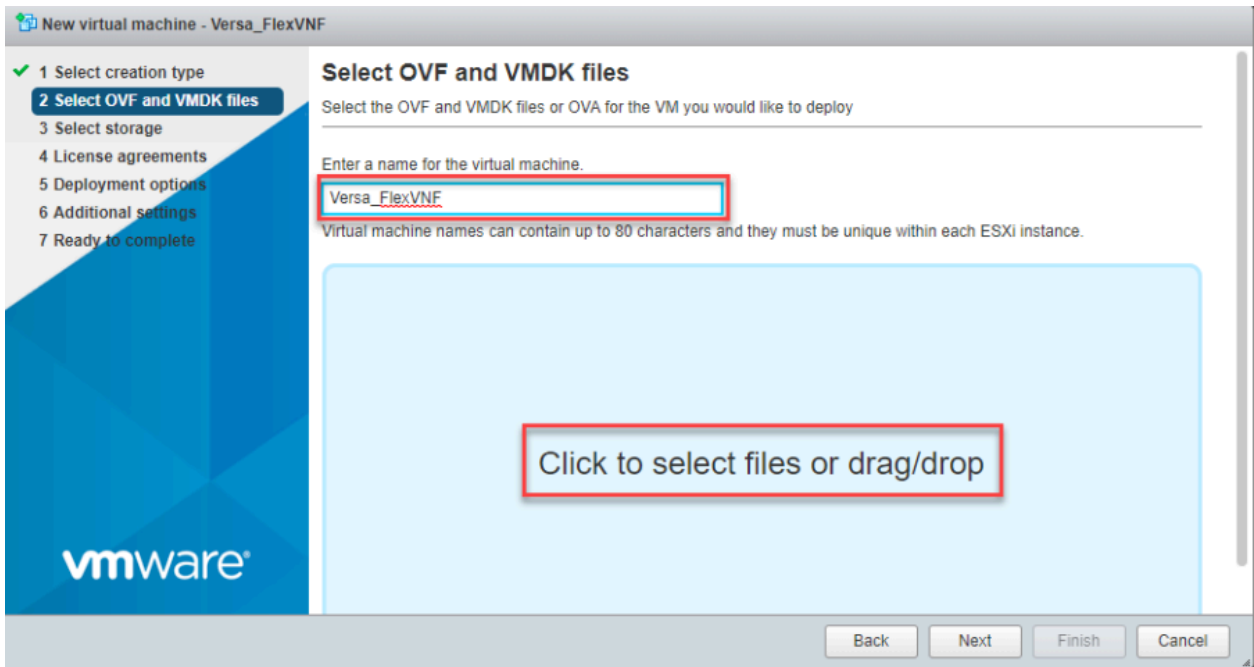 New virtual machine - Versa_FlexVNF
1 Select creation type
2 Select OVF and VMDK files
3 Select storage
4 License agreements
5 Deployment options
6 Additional settings
7 Ready to complete
vmware®
Select OVF and VMDK files
Select the OVF and VMDK files or OVA for the VM you would like to deploy
Enter a name for the virtual machine.
Versa_FlexVNF
Virtual machine names can contain up to 80 characters and they must be unique within each ESXi instance.
Click to select files or drag/drop
Back Next Finish Cancel